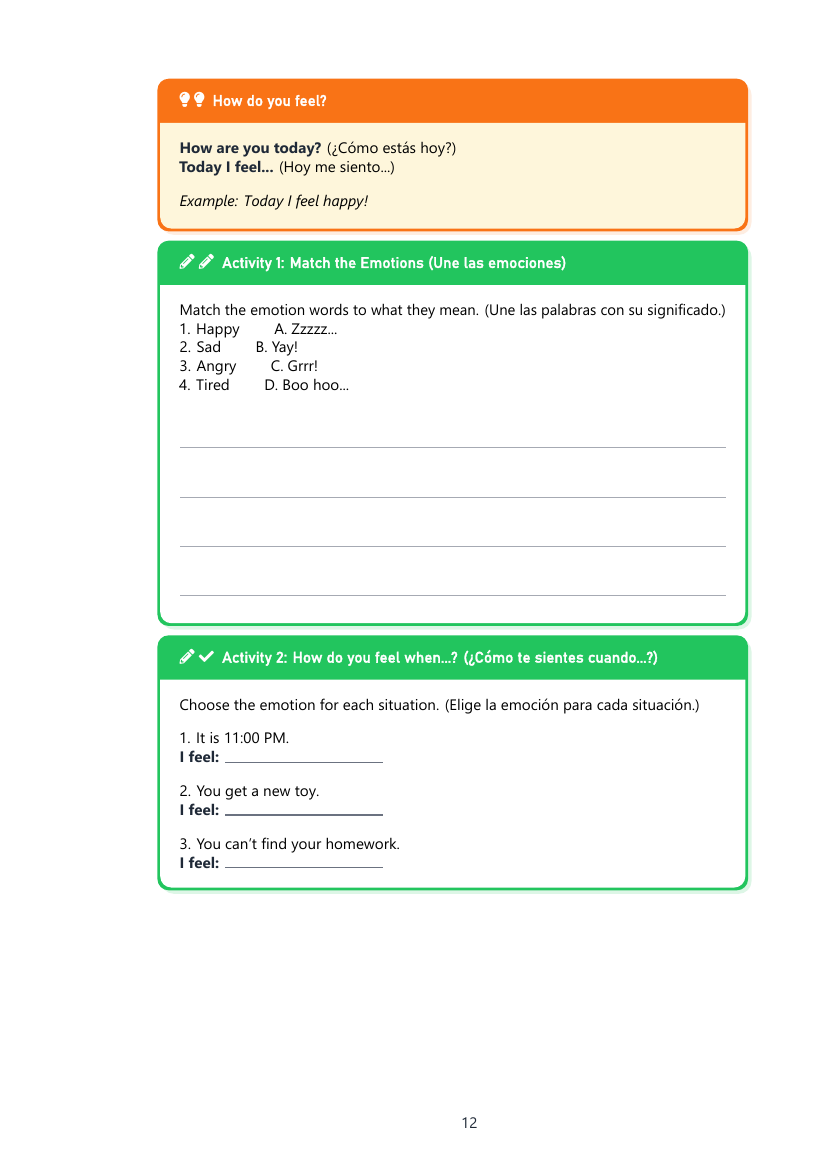 How do you feel?
How are you today? (¿Cómo estás hoy?)
Today I feel... (Hoy me siento...)
Example: Today I feel happy!
Activity 1: Match the Emotions (Une las emociones)
Match the emotion words to what they mean. (Une las palabras con su significado.)
1. Happy A. Zzzzz...
2. Sad B. Yay!
3. Angry C. Grrr!
4. Tired D. Boo hoo...
Activity 2: How do you feel when...? (¿Cómo te sientes cuando...?)
Choose the emotion for each situation. (Elige la emoción para cada situación.)
1. It is 11:00 PM.
I feel:
2. You get a new toy.
I feel:
3. You can't find your homework.
I feel:
12